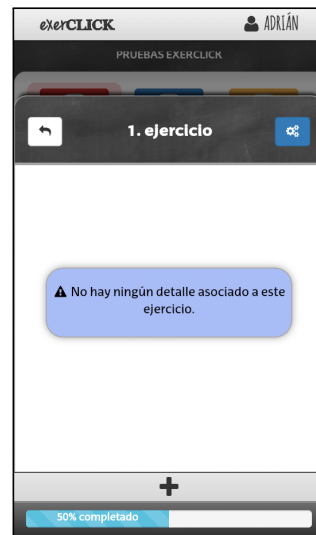 exerCLICK ADRIÁN
PRUEBAS EXERCLICK
1. ejercicio
No hay ningún detalle asociado a este
ejercicio.
50% completado